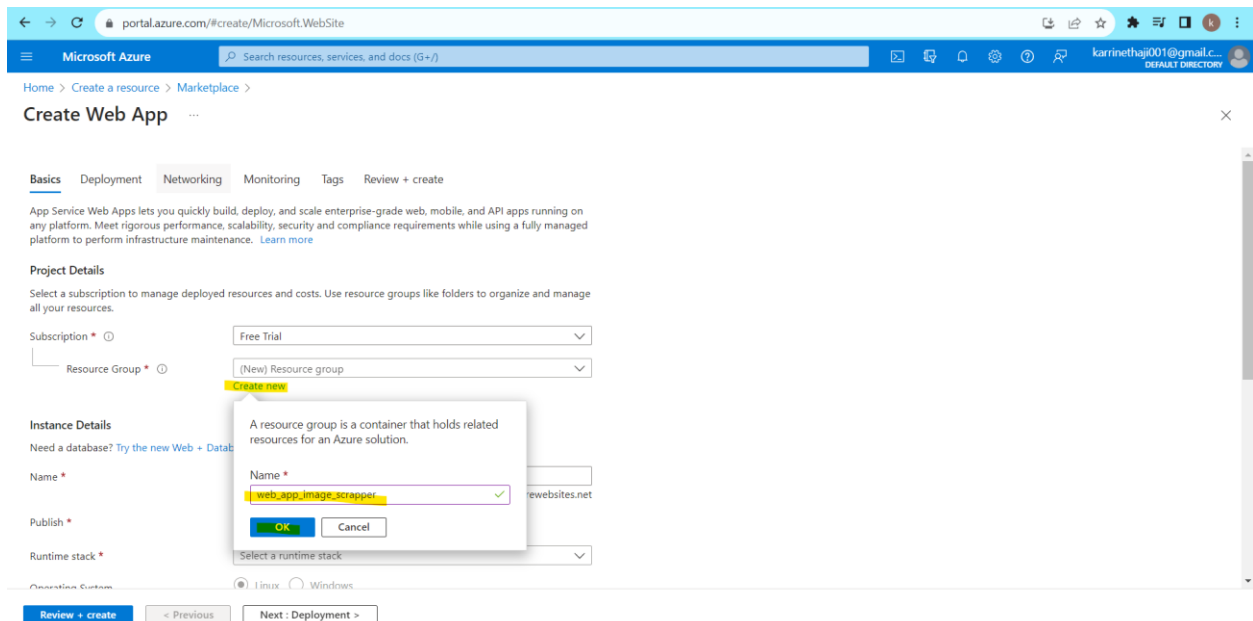 portal.azure.com/#create/Microsoft.WebSite
k
Microsoft Azure
Search resources, services, and docs (G+/)
karrinethaji001@gmail.c...
DEFAULT DIRECTORY
Home > Create a resource > Marketplace >
Create Web App ...
Basics Deployment Networking Monitoring Tags Review + create
App Service Web Apps lets you quickly build, deploy, and scale enterprise-grade web, mobile, and API apps running on
any platform. Meet rigorous performance, scalability, security and compliance requirements while using a fully managed
platform to perform infrastructure maintenance. Learn more
Project Details
Select a subscription to manage deployed resources and costs. Use resource groups like folders to organize and manage
all your resources.
Subscription *
Free Trial
Resource Group *
(New) Resource group
Create new
A resource group is a container that holds related
resources for an Azure solution.
Name *
web_app_image_scrapper
OK Cancel
Instance Details
Need a database? Try the new Web + Datab
Name *
ewebsites.net
Publish *
Runtime stack *
Select a runtime stack
Operating System
Linux Windows
Review + create < Previous Next : Deployment >